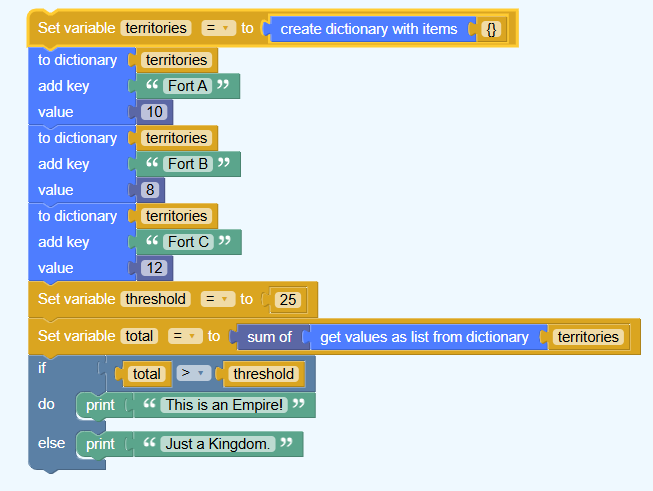 Set variable territories = to create dictionary with items {}
to dictionary territories
add key “ Fort A ”
value 10
to dictionary territories
add key “ Fort B ”
value 8
to dictionary territories
add key “ Fort C ”
value 12
Set variable threshold = to 25
Set variable total = to sum of get values as list from dictionary territories
if total > threshold
do print “ This is an Empire! ”
else print “ Just a Kingdom. ”